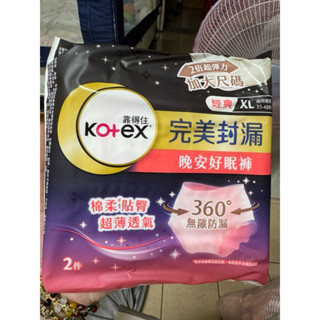 2倍超彈力
加大尺碼
經典 XL
靠得住
Kotex
完美封漏
晚安好眠褲
棉柔貼臀
超薄透氣
360°
無隙防漏
2件